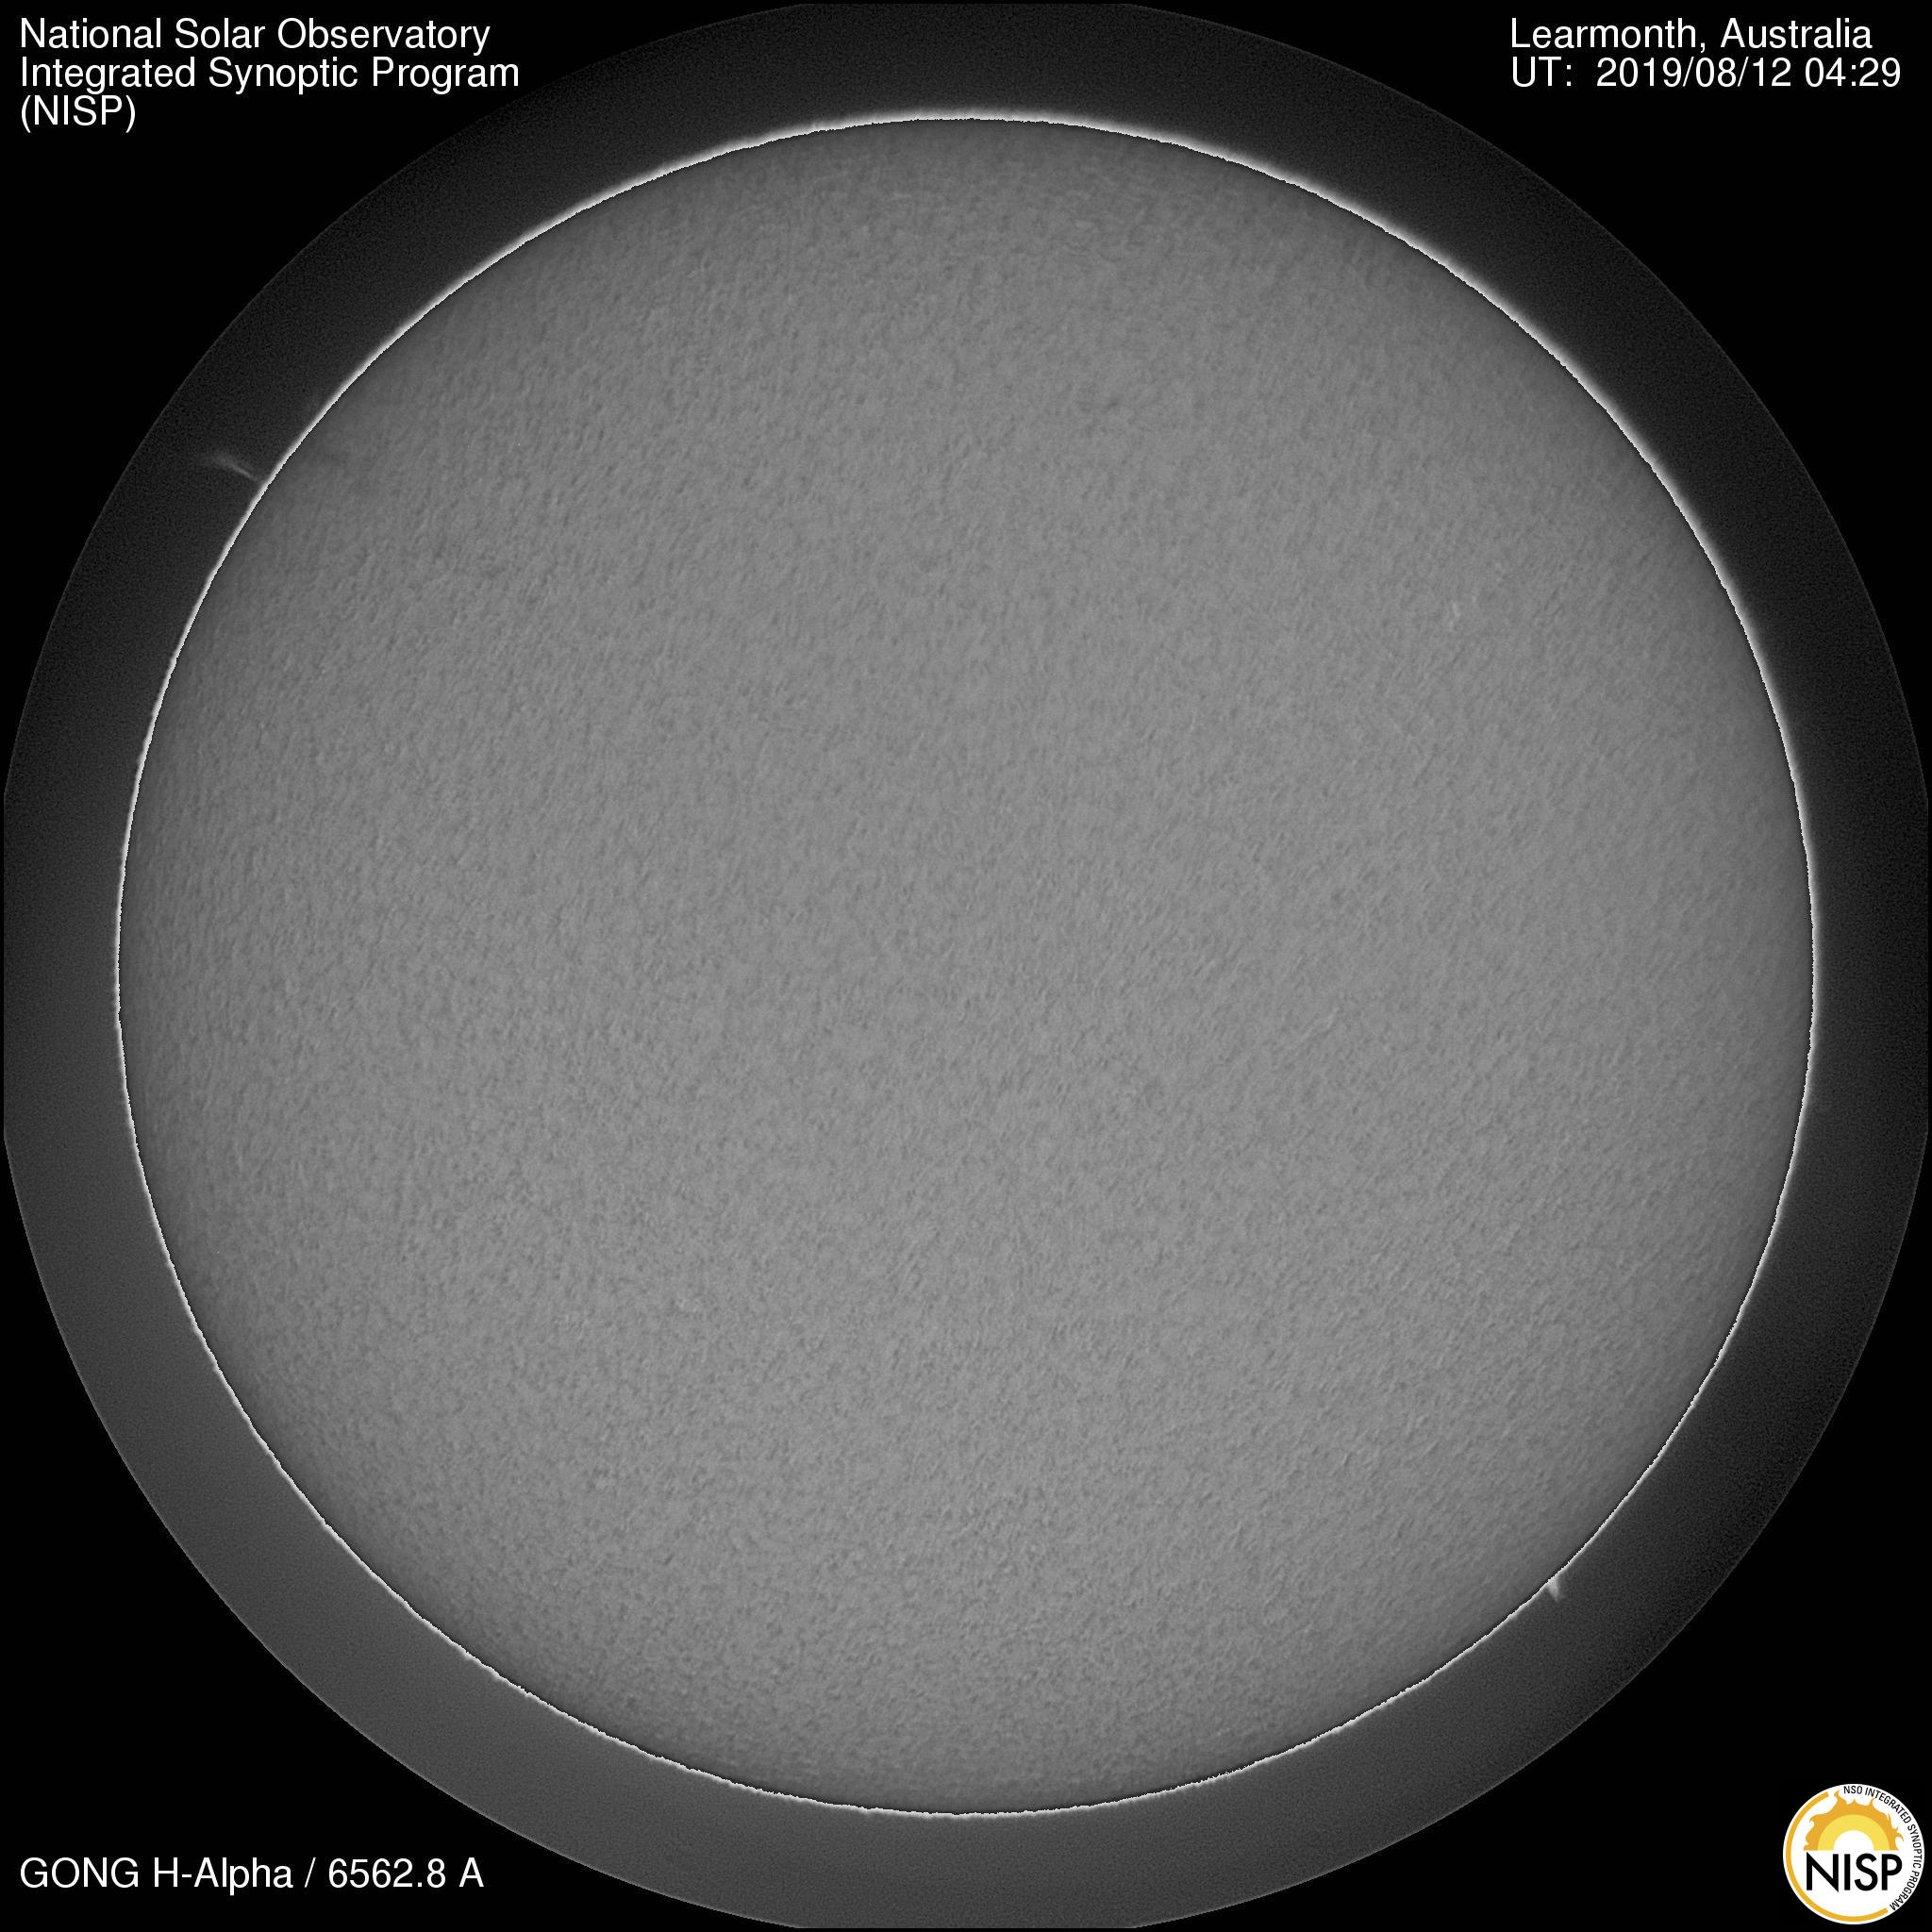 National Solar Observatory
Integrated Synoptic Program
(NISP)
Learmonth, Australia
UT: 2019/08/12 04:29
GONG H-Alpha / 6562.8 A
NSO INTEGRATED SYNOPTIC PROGRAM
NISP